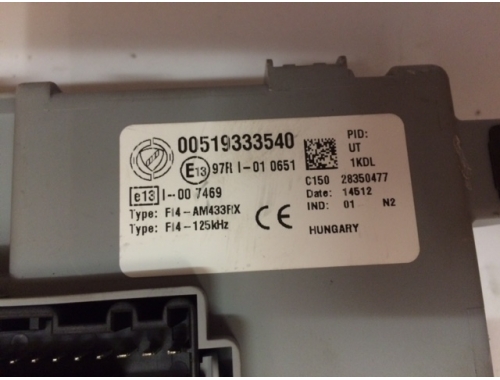 00519333540
E13 97R I-01 0651
e13 I-00 7469
Type: FI4-AM433RX
Type: FI4-125kHz
CE
PID:
UT
1KDL
C150 28350477
Date: 14512
IND: 01 N2
HUNGARY